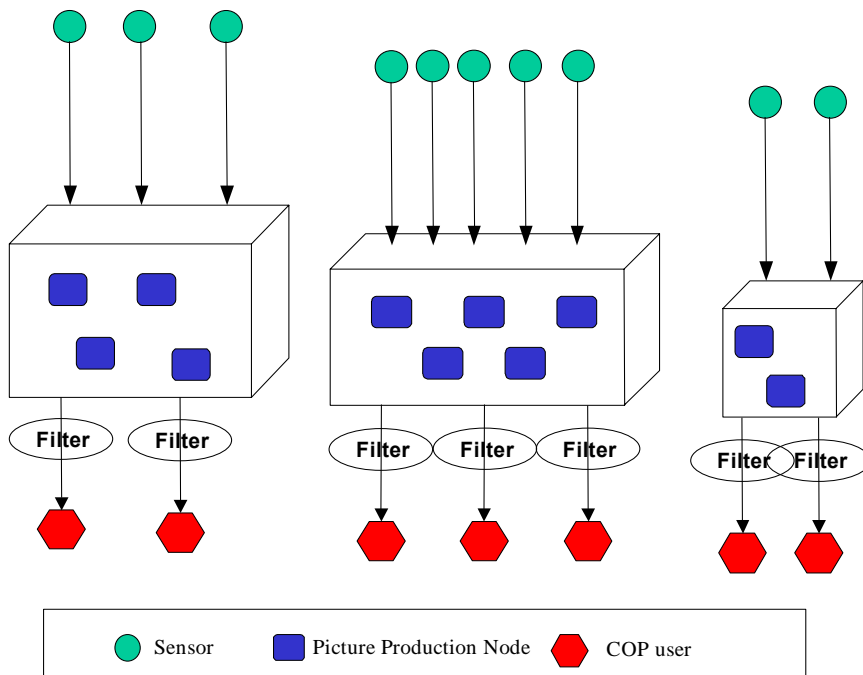 Filter
Filter
Filter
Filter
Filter
Filter
Filter
Sensor
Picture Production Node
COP user